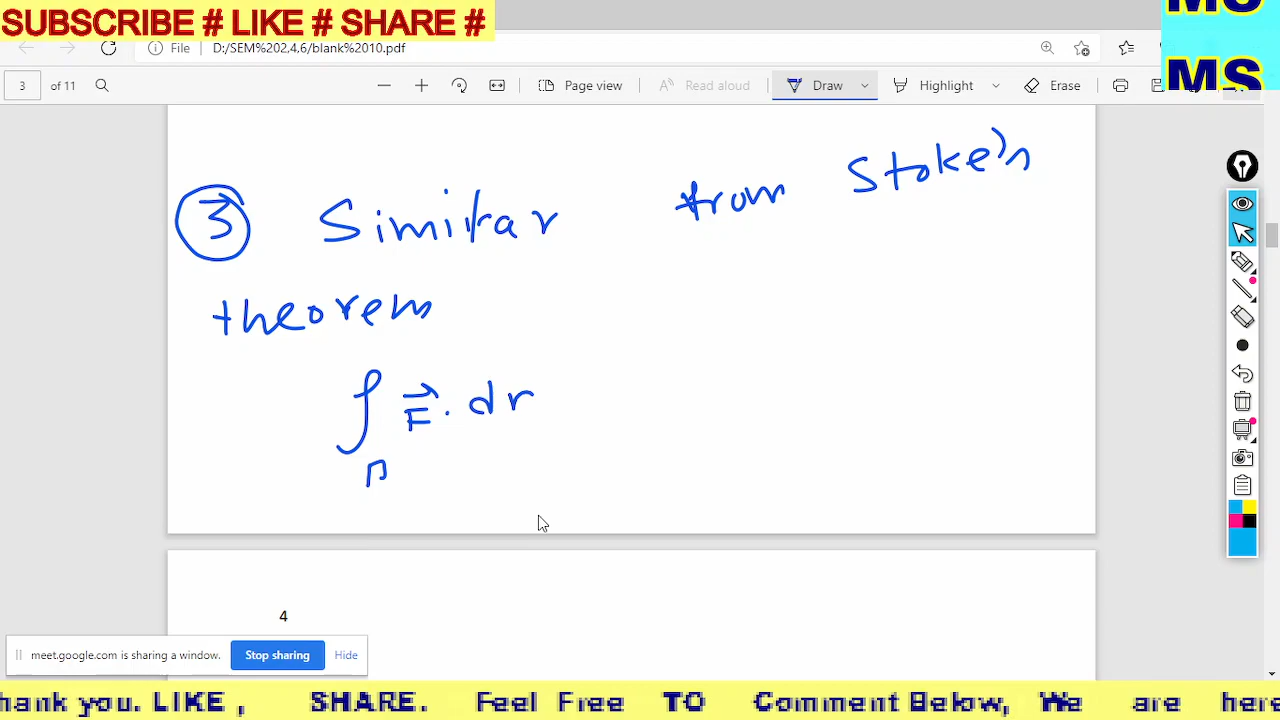 SUBSCRIBE # LIKE # SHARE #
MS
MS
File D:/SEM%202,4,6/blank%2010.pdf
3 of 11 Page view Read aloud Draw Highlight Erase
3 Similar from Stoke's
theorem
∫ F⃗. dr
4
meet.google.com is sharing a window. Stop sharing Hide
hank you. LIKE , SHARE. Feel Free TO Comment Below, We are here